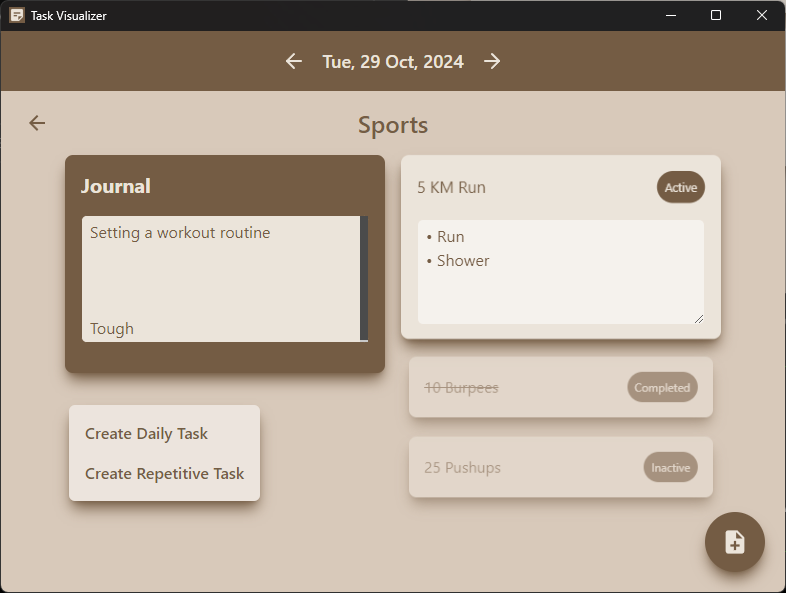 Task Visualizer
Tue, 29 Oct, 2024
Sports
Journal
Setting a workout routine
Tough
Create Daily Task
Create Repetitive Task
5 KM Run
Active
• Run
• Shower
10 Burpees
Completed
25 Pushups
Inactive